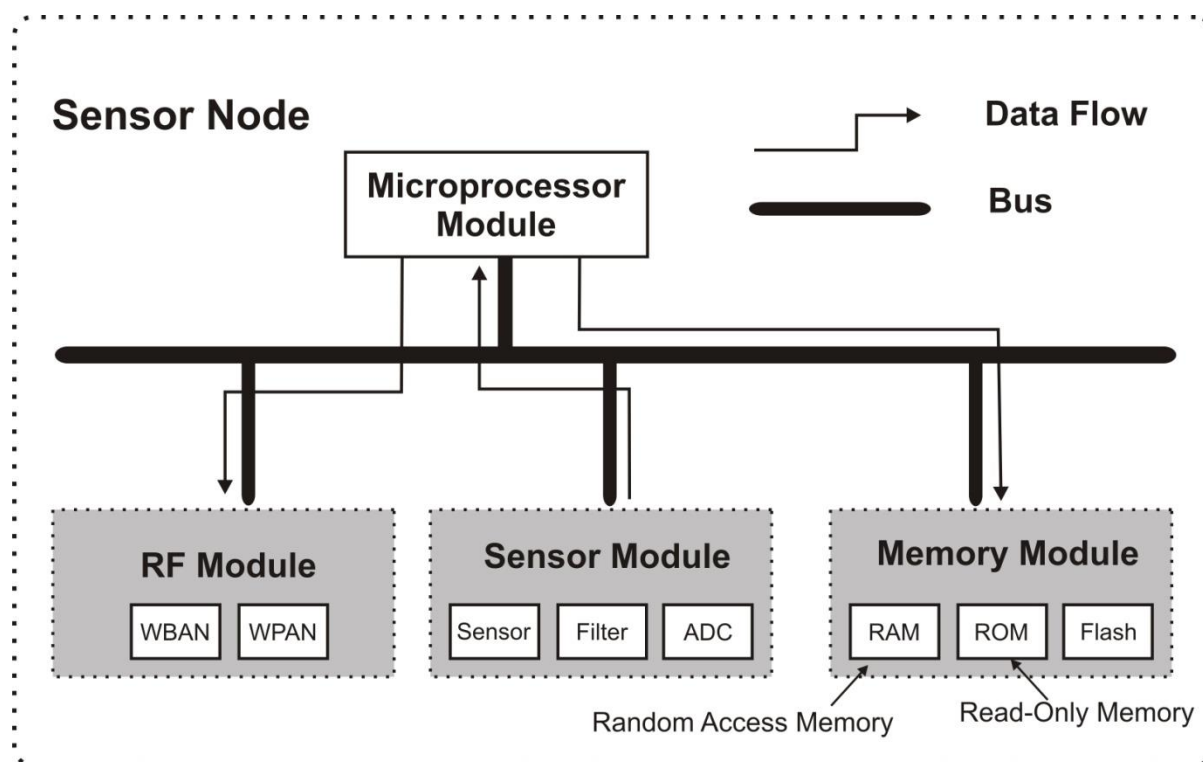 Sensor Node
Data Flow
Microprocessor
Module
Bus
RF Module
WBAN WPAN
Sensor Module
Sensor Filter ADC
Memory Module
RAM ROM Flash
Random Access Memory
Read-Only Memory